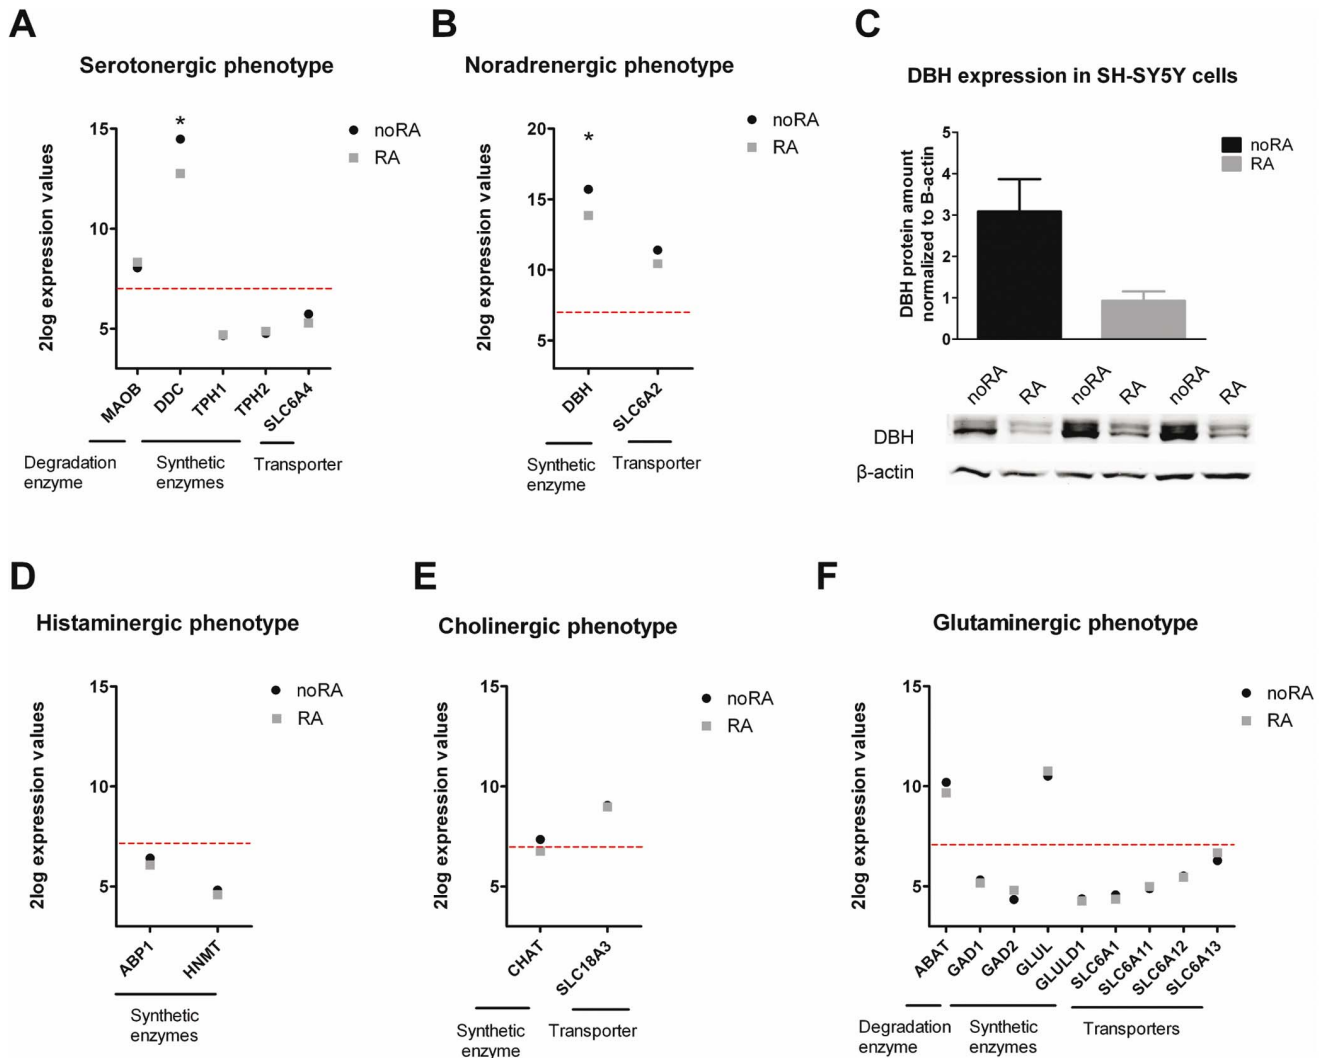 A
Serotonergic phenotype
2log expression values
15
10
5
*
noRA
RA
MAOB
DDC
TPH1
TPH2
SLC6A4
Degradation
enzyme
Synthetic
enzymes
Transporter
B
Noradrenergic phenotype
2log expression values
20
15
10
5
*
noRA
RA
DBH
SLC6A2
Synthetic
enzyme
Transporter
C
DBH expression in SH-SY5Y cells
DBH protein amount
normalized to B-actin
5
4
3
2
1
0
noRA
RA
noRA
RA
noRA
RA
noRA
RA
DBH
β-actin
D
Histaminergic phenotype
2log expression values
15
10
5
noRA
RA
ABP1
HNMT
Synthetic
enzymes
E
Cholinergic phenotype
2log expression values
15
10
5
noRA
RA
CHAT
SLC18A3
Synthetic
enzyme
Transporter
F
Glutaminergic phenotype
2log expression values
15
10
5
noRA
RA
ABAT
GAD1
GAD2
GLUL
GLULD1
SLC6A1
SLC6A11
SLC6A12
SLC6A13
Degradation
enzyme
Synthetic
enzymes
Transporters